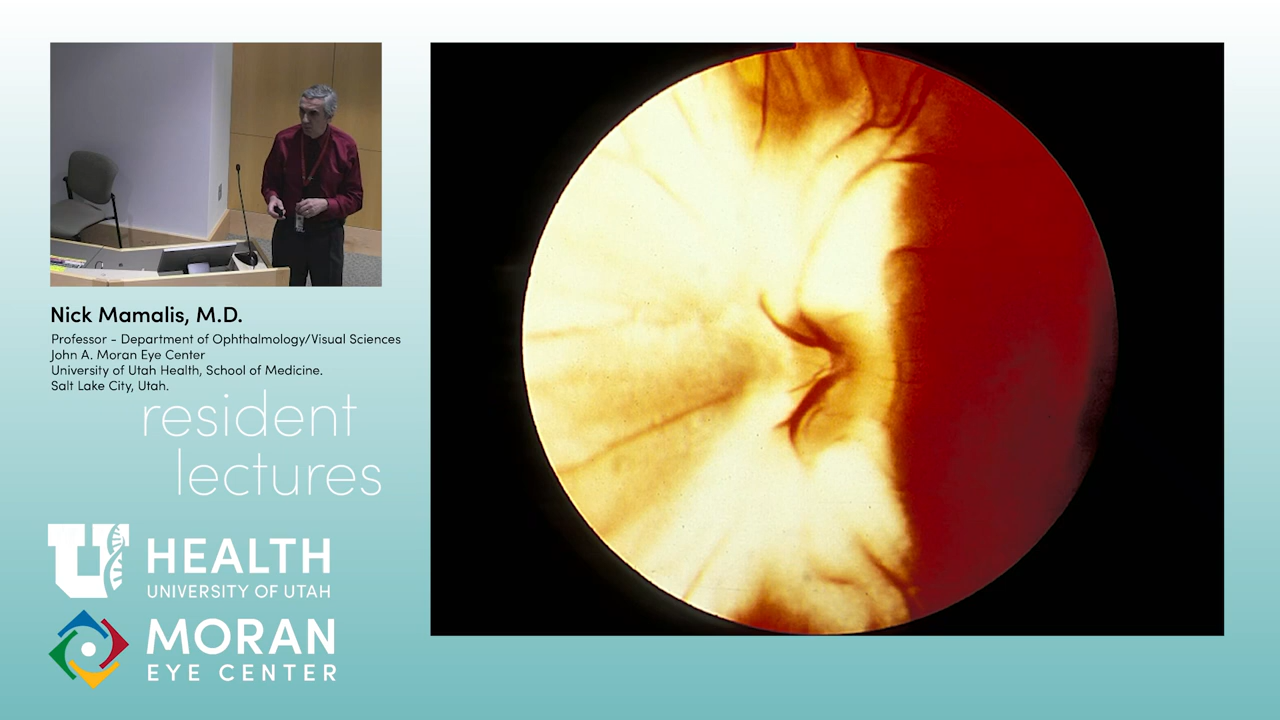 Nick Mamalis, M.D.
Professor - Department of Ophthalmology/Visual Sciences
John A. Moran Eye Center
University of Utah Health, School of Medicine.
Salt Lake City, Utah.
resident
lectures
U HEALTH
UNIVERSITY OF UTAH
MORAN
EYE CENTER